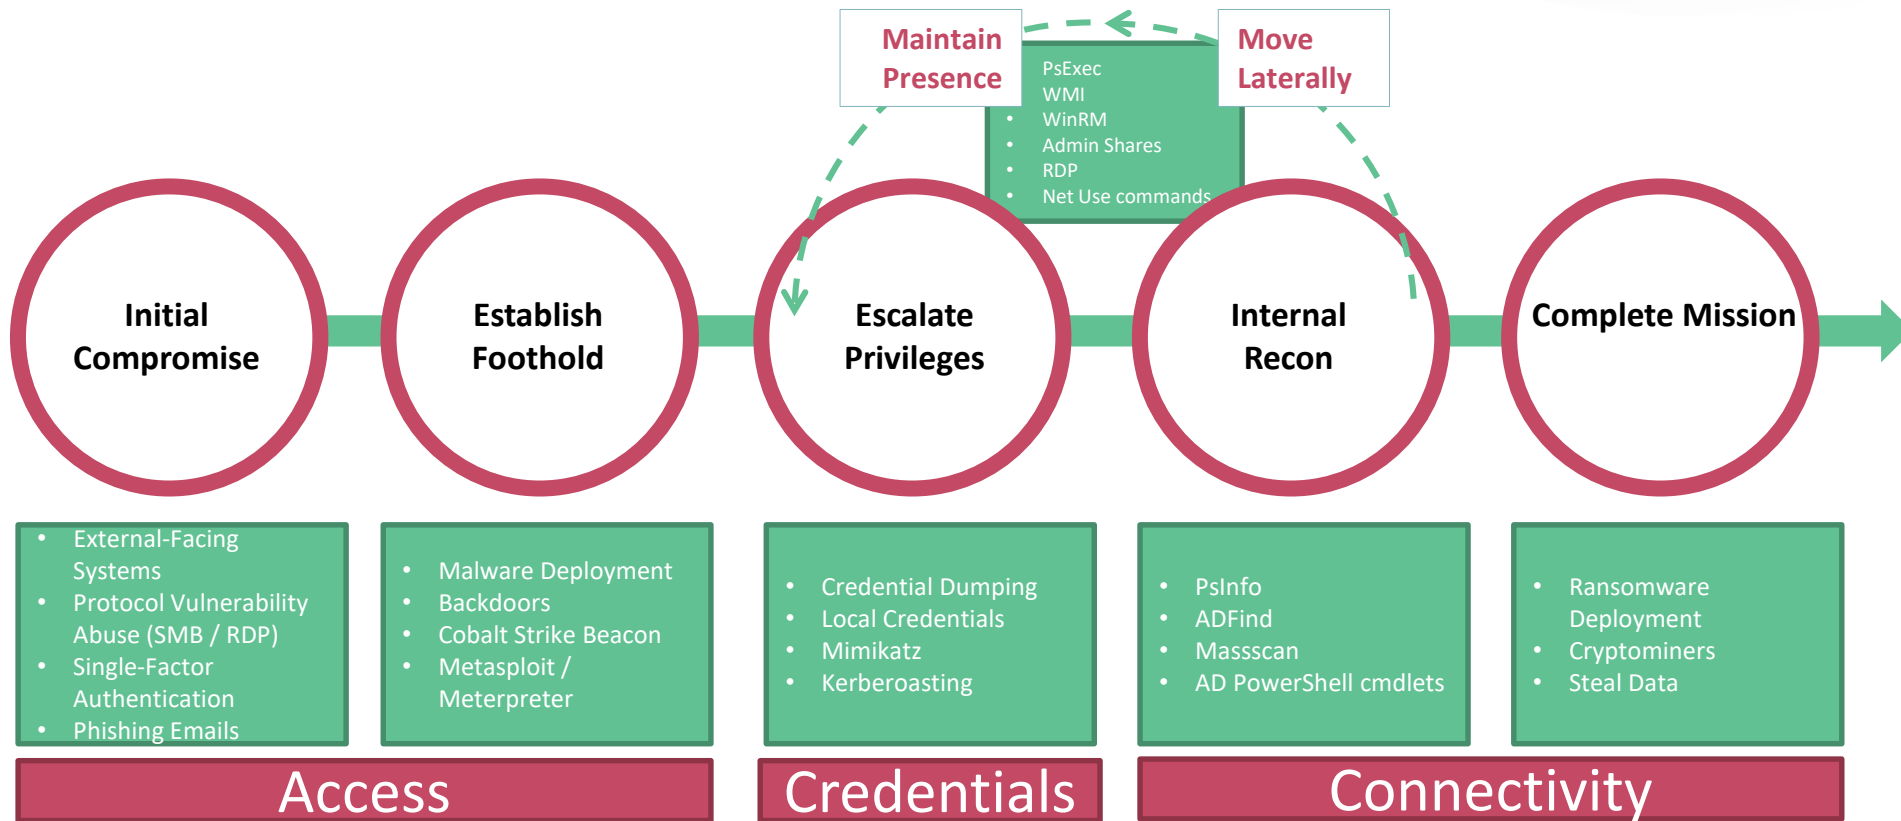 Maintain
Presence
Move
Laterally
PsExec
WMI
• WinRM
• Admin Shares
• RDP
• Net Use commands
Initial
Compromise
Establish
Foothold
Escalate
Privileges
Internal
Recon
Complete Mission
• External-Facing
Systems
• Protocol Vulnerability
Abuse (SMB / RDP)
• Single-Factor
Authentication
• Phishing Emails
• Malware Deployment
• Backdoors
• Cobalt Strike Beacon
• Metasploit /
Meterpreter
• Credential Dumping
• Local Credentials
• Mimikatz
• Kerberoasting
• PsInfo
• ADFind
• Massscan
• AD PowerShell cmdlets
• Ransomware
Deployment
• Cryptominers
• Steal Data
Access
Credentials
Connectivity